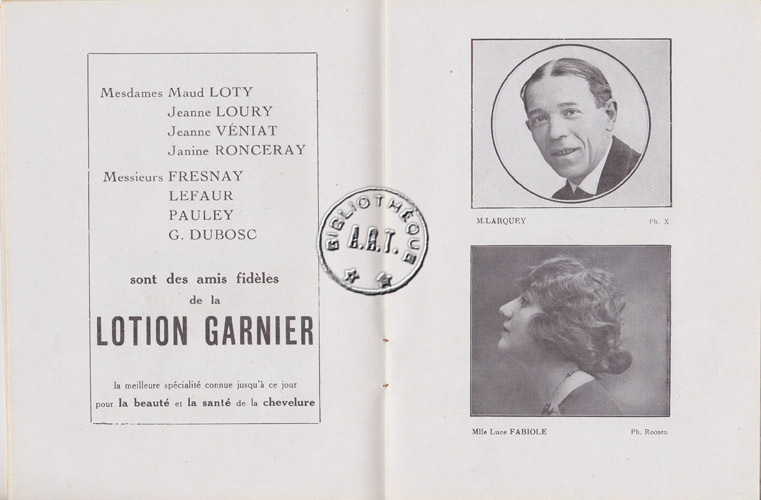 Mesdames Maud LOTY
Jeanne LOURY
Jeanne VÉNIAT
Janine RONCERAY
Messieurs FRESNAY
LEFAUR
PAULEY
G. DUBOSC
sont des amis fidèles
de la
LOTION GARNIER
la meilleure spécialité connue jusqu'à ce jour
pour la beauté et la santé de la chevelure
BIBLIOTHÈQUE
A.R.T.
M.LARQUEY
Ph. X
Mlle Luce FABIOLE
Ph. Roosen